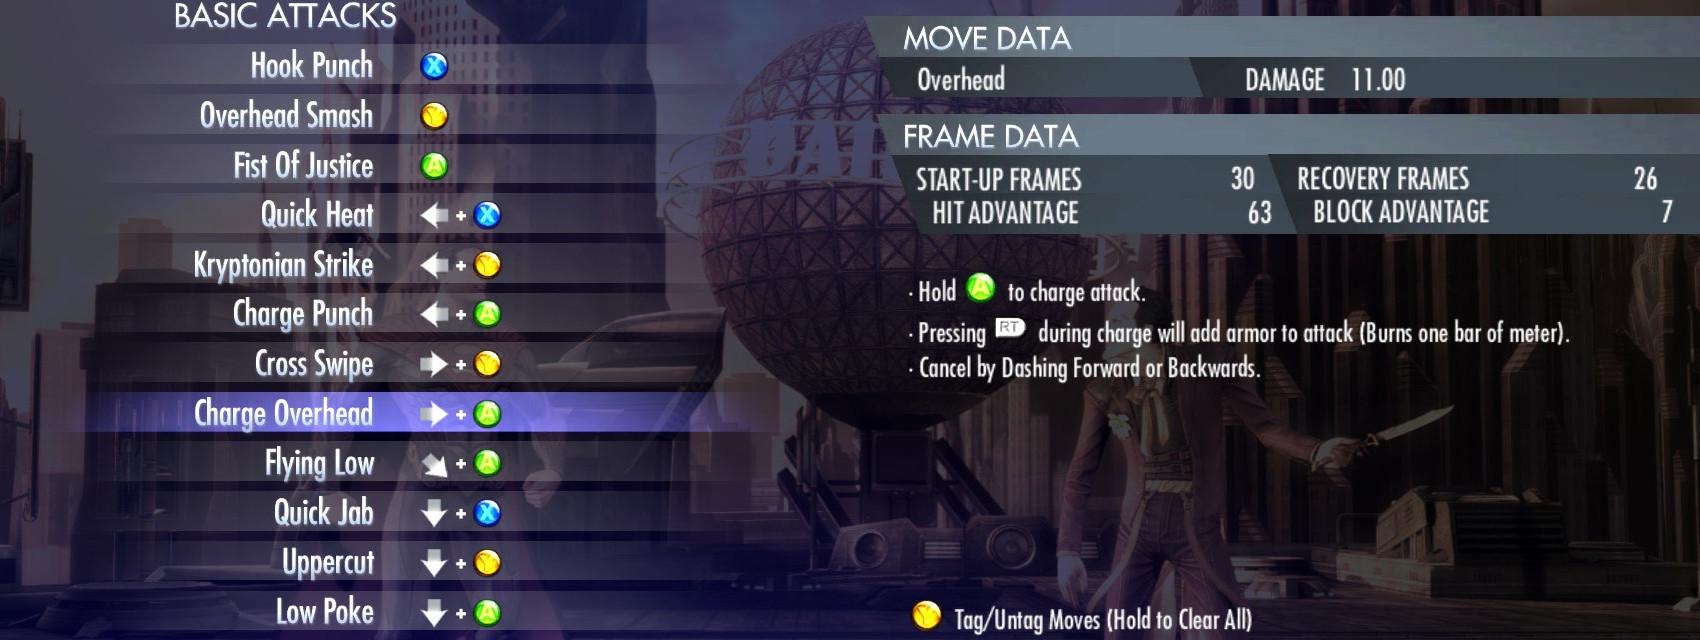 BASIC ATTACKS
Hook Punch X
Overhead Smash Y
Fist Of Justice A
Quick Heat + X
Kryptonian Strike + Y
Charge Punch + A
Cross Swipe + Y
Charge Overhead + A
Flying Low + A
Quick Jab + X
Uppercut + Y
Low Poke + A
MOVE DATA
Overhead DAMAGE 11.00
FRAME DATA
START-UP FRAMES 30 RECOVERY FRAMES 26
HIT ADVANTAGE 63 BLOCK ADVANTAGE 7
· Hold A to charge attack.
· Pressing RT during charge will add armor to attack (Burns one bar of meter).
· Cancel by Dashing Forward or Backwards.
Y Tag/Untag Moves (Hold to Clear All)